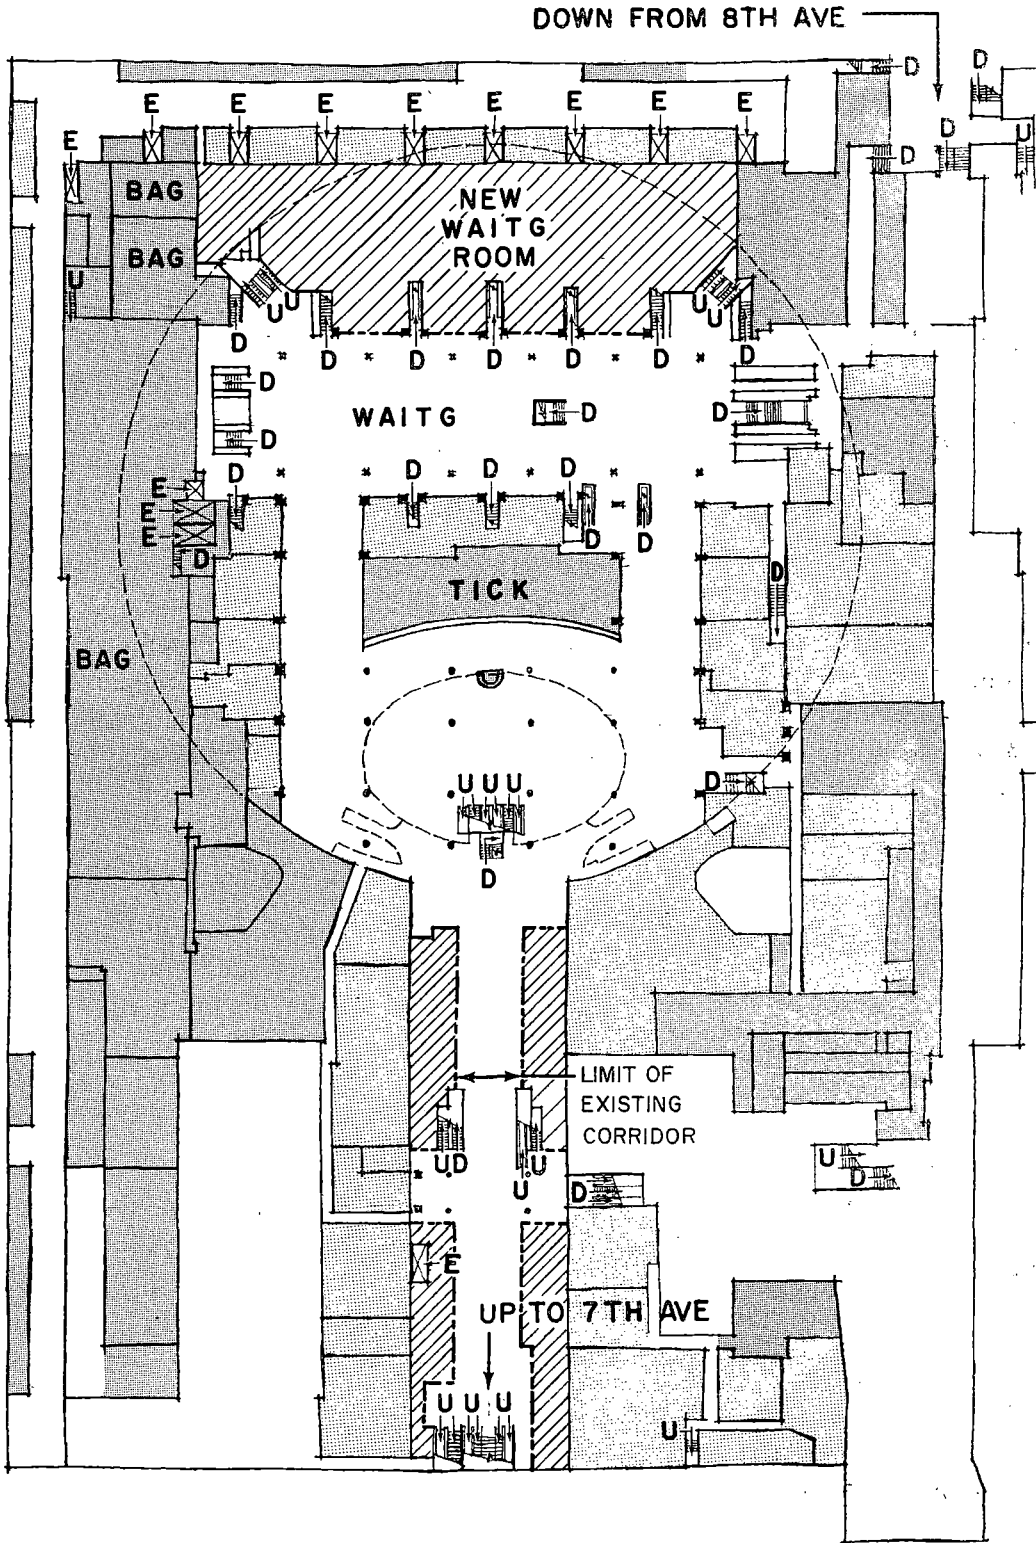 DOWN FROM 8TH AVE
D D
E E E E E E E E
D U
E
D
BAG
NEW
WAITG
ROOM
BAG
U
U U
U U
D D D D D D D
D
D
WAITG
D
D
D
D D D D
E
E
E
D D
D
D
TICK
BAG
U U U
D
D
LIMIT OF
EXISTING
CORRIDOR
U D
U
U
U
D
D
E
UP TO 7TH AVE
U U U
U